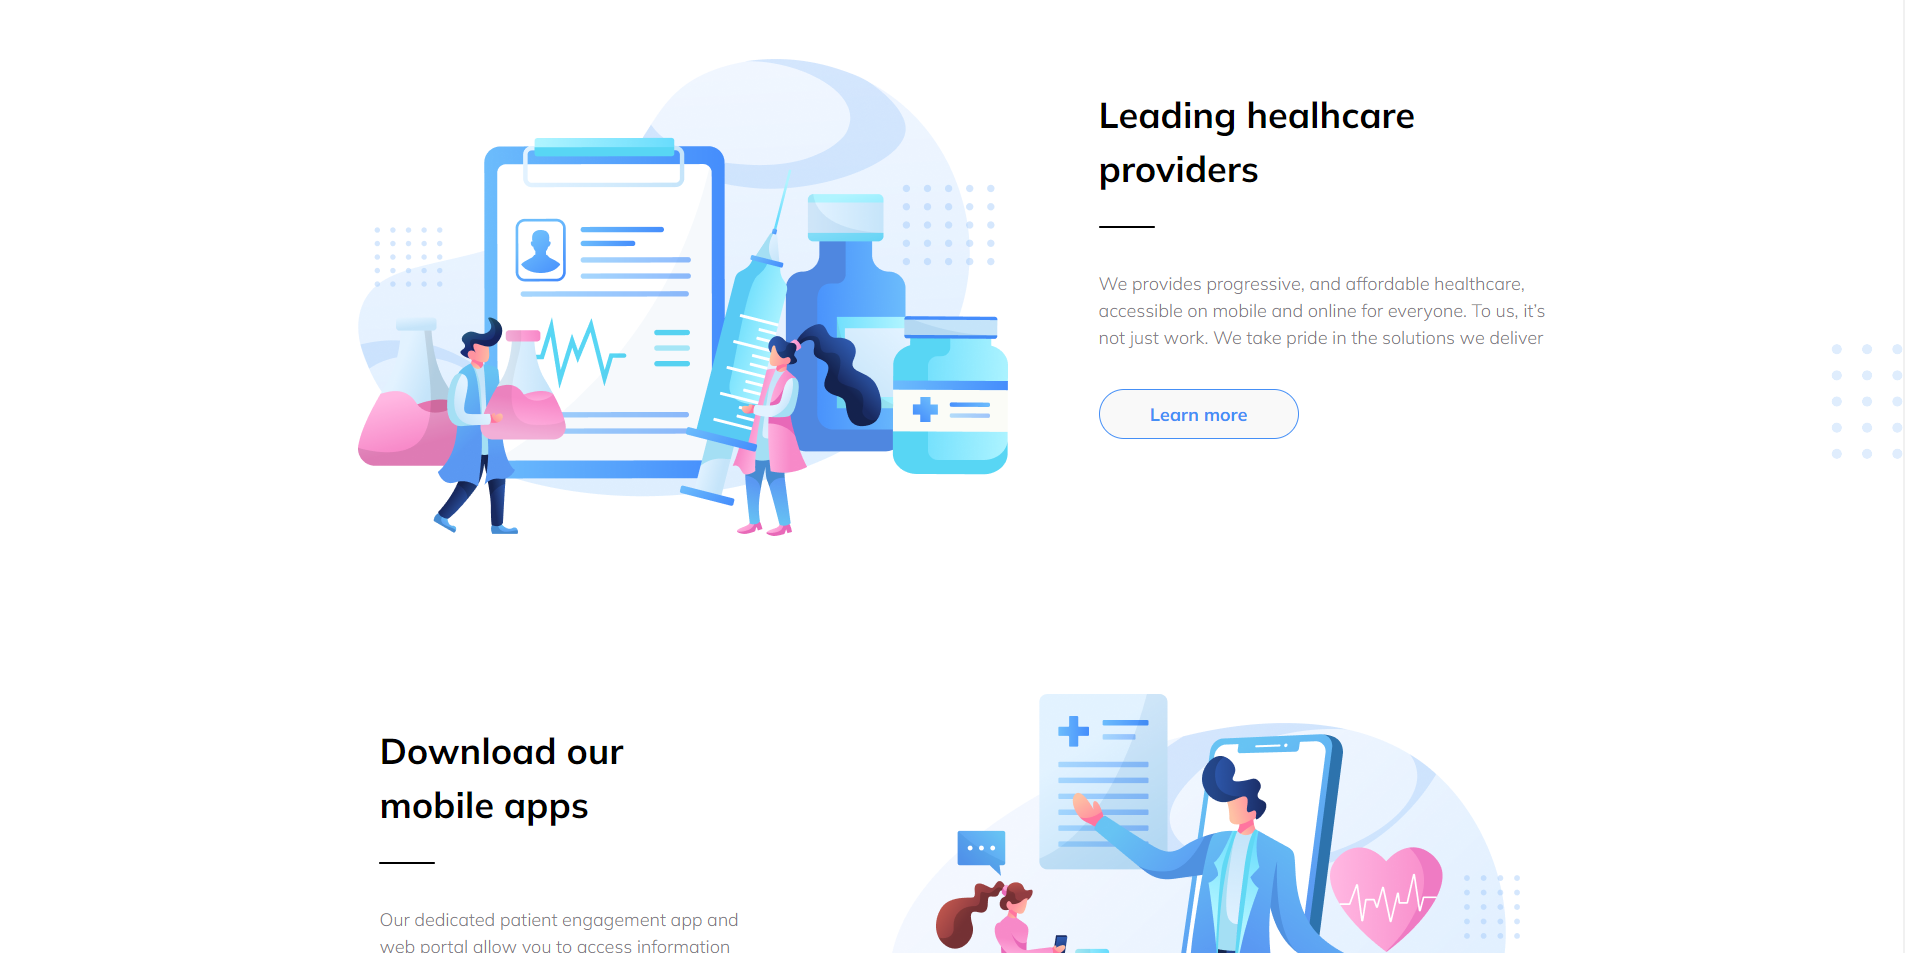 Leading healhcare
providers
We provides progressive, and affordable healthcare,
accessible on mobile and online for everyone. To us, it’s
not just work. We take pride in the solutions we deliver
Learn more
Download our
mobile apps
Our dedicated patient engagement app and
web portal allow you to access information